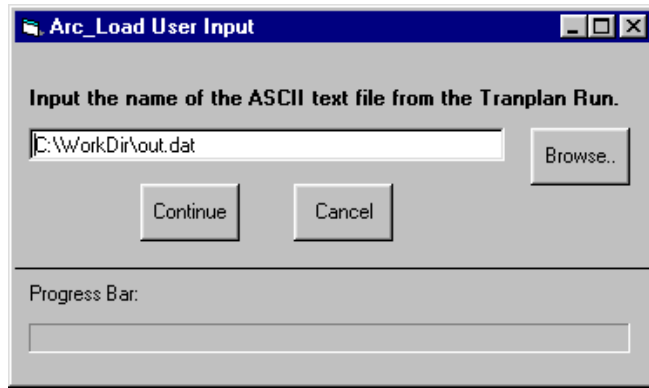 Arc_Load User Input
Input the name of the ASCII text file from the Tranplan Run.
C:\WorkDir\out.dat
Browse..
Continue
Cancel
Progress Bar: